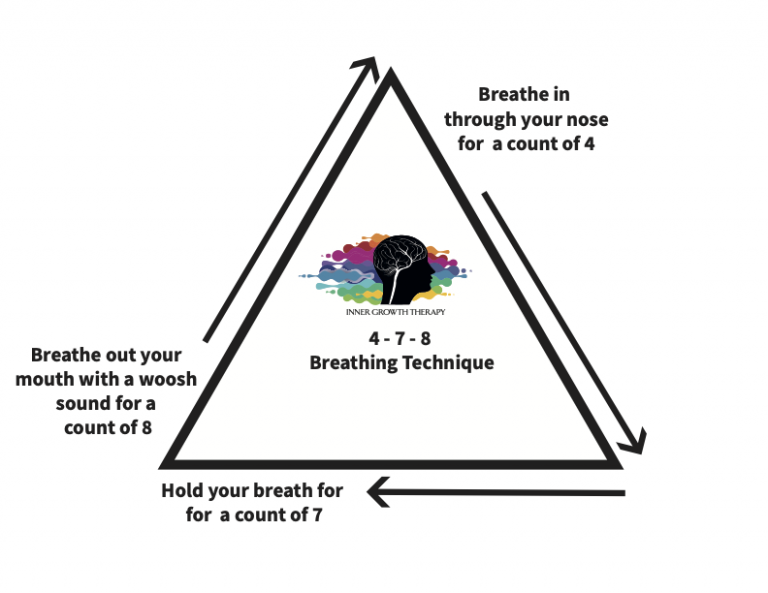 Breathe in
through your nose
for a count of 4
INNER GROWTH THERAPY
4 - 7 - 8
Breathing Technique
Breathe out your
mouth with a woosh
sound for a
count of 8
Hold your breath for
for a count of 7